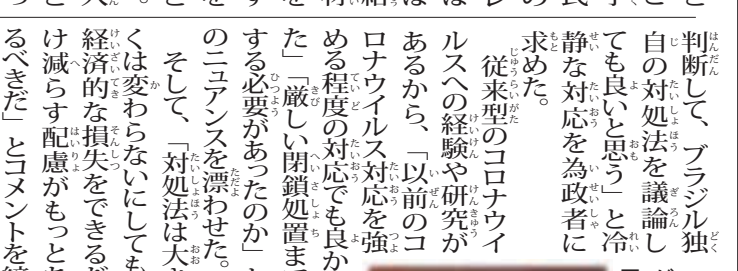 判断して、ブラジル独
自の対処法を議論し
ても良いと思う」と冷
静な対応を為政者に
求めた。
従来型のコロナウイ
ルスへの経験や研究が
あるから、「以前のコ
ロナウイルス対応を強
める程度の対応でも良か
た」「厳しい閉鎖処置まで
する必要があったのか」と
のニュアンスを漂わせた。
そして、「対処法は大き
くは変わらないにしても
経済的な損失をできるだ
け減らす配慮がもっとあ
るべきだ」とコメントを締